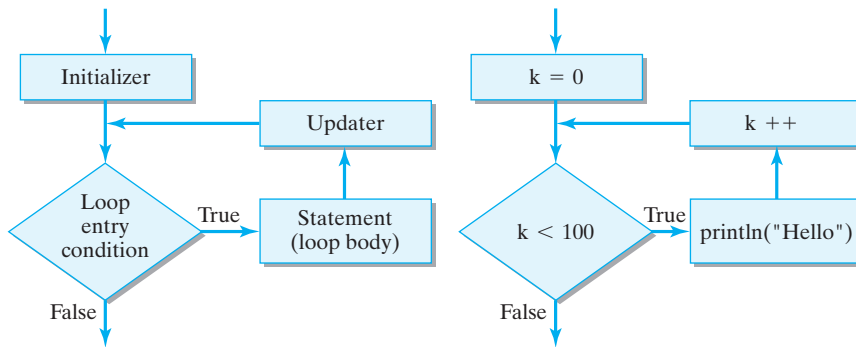 Initializer
Updater
Loop
entry
condition
True
Statement
(loop body)
False
k = 0
k ++
k < 100
True
println("Hello")
False